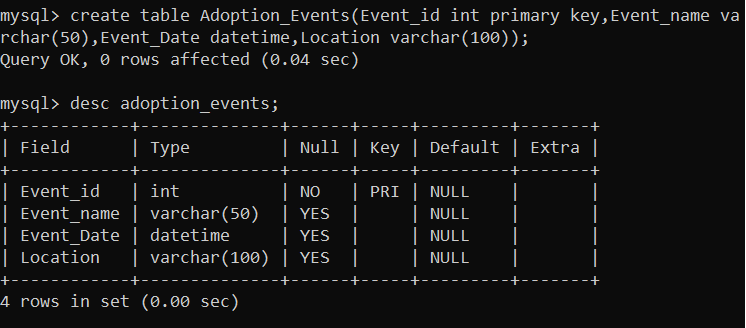 mysql> create table Adoption_Events(Event_id int primary key,Event_name va
rchar(50),Event_Date datetime,Location varchar(100));
Query OK, 0 rows affected (0.04 sec)

mysql> desc adoption_events;
+------------+--------------+------+-----+---------+-------+
| Field      | Type         | Null | Key | Default | Extra |
+------------+--------------+------+-----+---------+-------+
| Event_id   | int          | NO   | PRI | NULL    |       |
| Event_name | varchar(50)  | YES  |     | NULL    |       |
| Event_Date | datetime     | YES  |     | NULL    |       |
| Location   | varchar(100) | YES  |     | NULL    |       |
+------------+--------------+------+-----+---------+-------+
4 rows in set (0.00 sec)